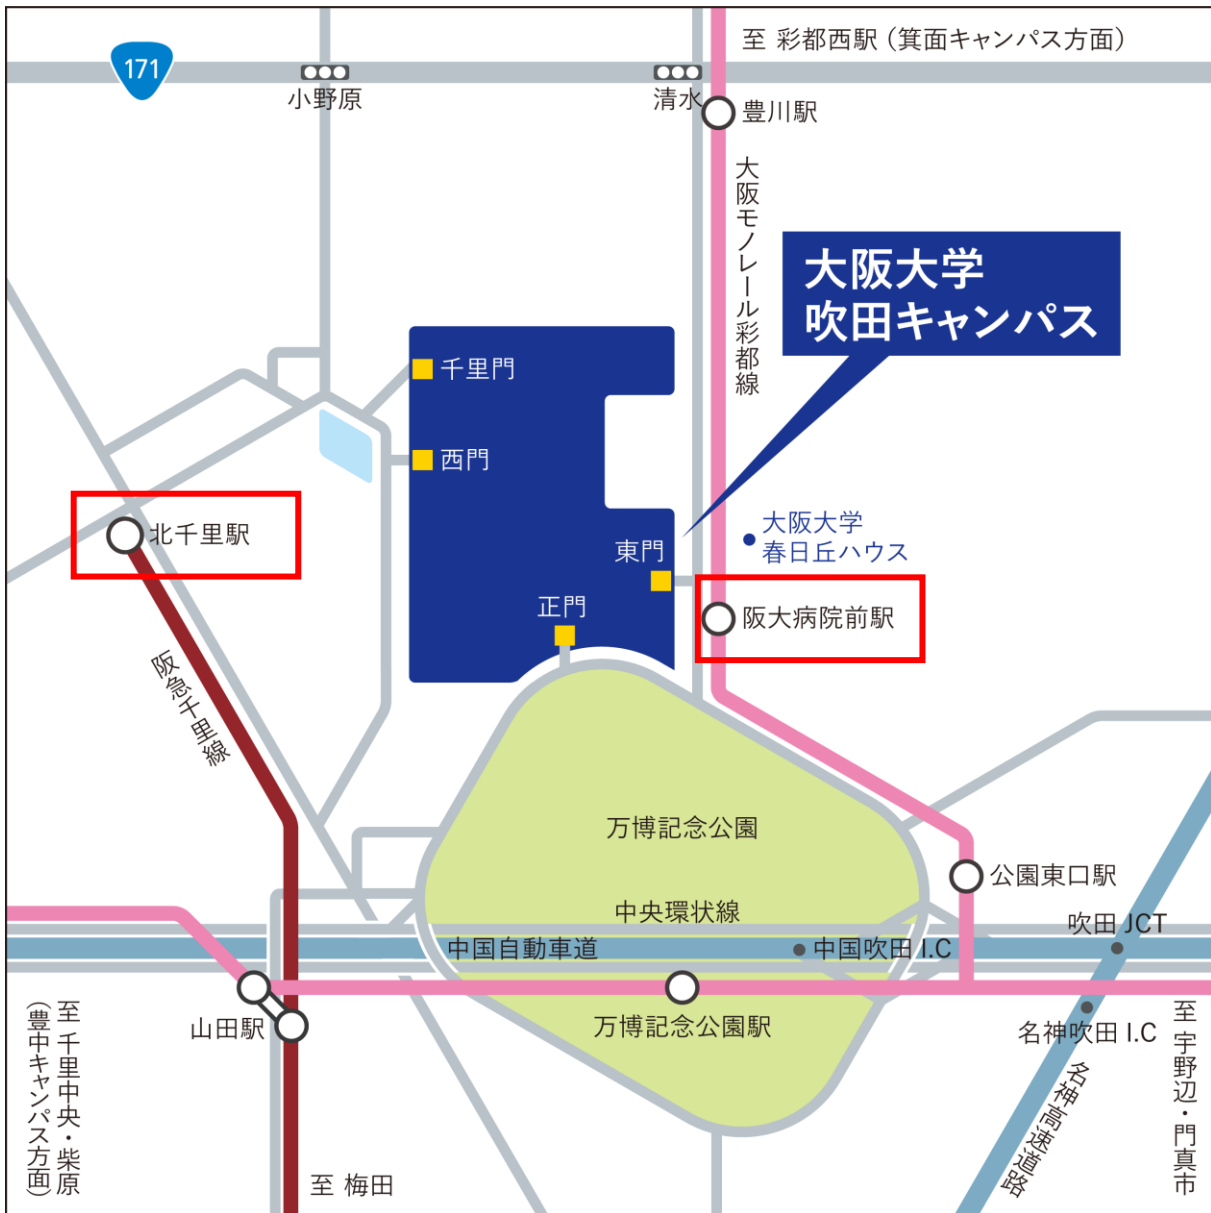 至 彩都西駅（箕面キャンパス方面）
171
小野原
清水
豊川駅
大阪モノレール彩都線
大阪大学
吹田キャンパス
千里門
西門
大阪大学
春日丘ハウス
北千里駅
東門
正門
阪大病院前駅
阪急千里線
万博記念公園
公園東口駅
中央環状線
吹田 JCT
中国自動車道
中国吹田 I.C
山田駅
万博記念公園駅
名神吹田 I.C
至 千里中央・柴原
（豊中キャンパス方面）
至 宇野辺・門真市
名神高速道路
至 梅田